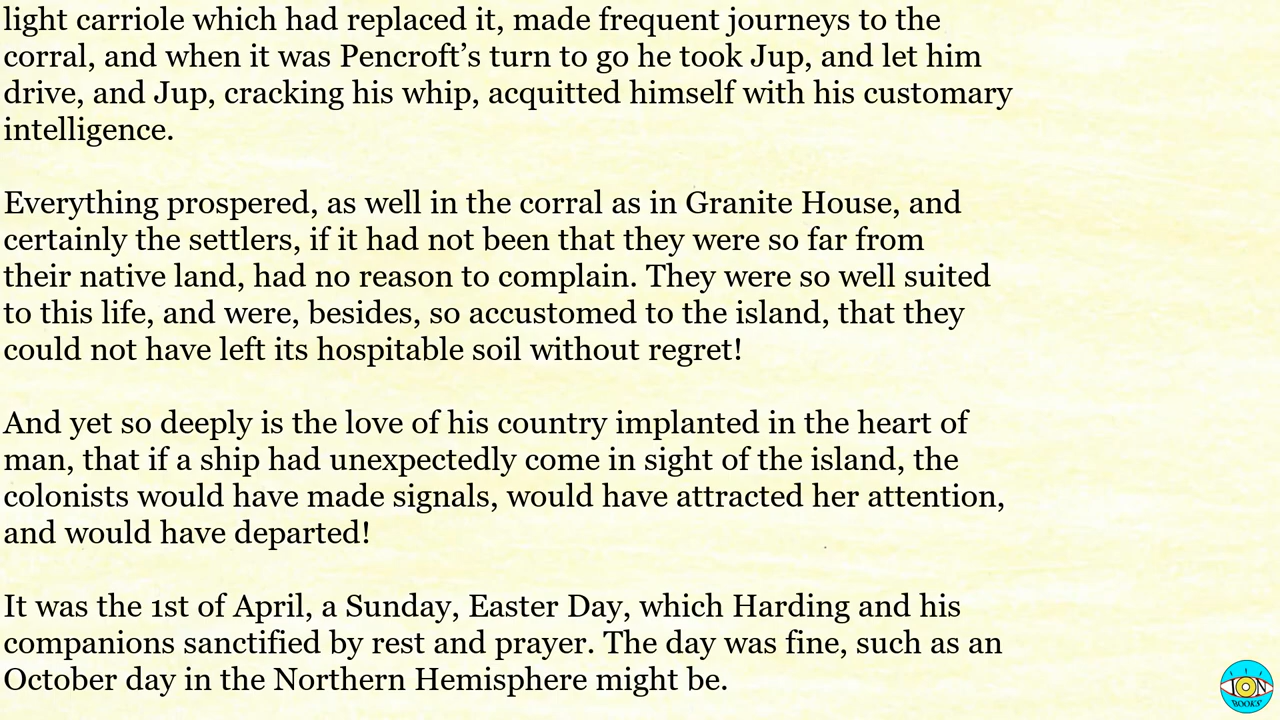 light carriole which had replaced it, made frequent journeys to the
corral, and when it was Pencroft’s turn to go he took Jup, and let him
drive, and Jup, cracking his whip, acquitted himself with his customary
intelligence.
Everything prospered, as well in the corral as in Granite House, and
certainly the settlers, if it had not been that they were so far from
their native land, had no reason to complain. They were so well suited
to this life, and were, besides, so accustomed to the island, that they
could not have left its hospitable soil without regret!
And yet so deeply is the love of his country implanted in the heart of
man, that if a ship had unexpectedly come in sight of the island, the
colonists would have made signals, would have attracted her attention,
and would have departed!
It was the 1st of April, a Sunday, Easter Day, which Harding and his
companions sanctified by rest and prayer. The day was fine, such as an
October day in the Northern Hemisphere might be.
ION
BOOKS